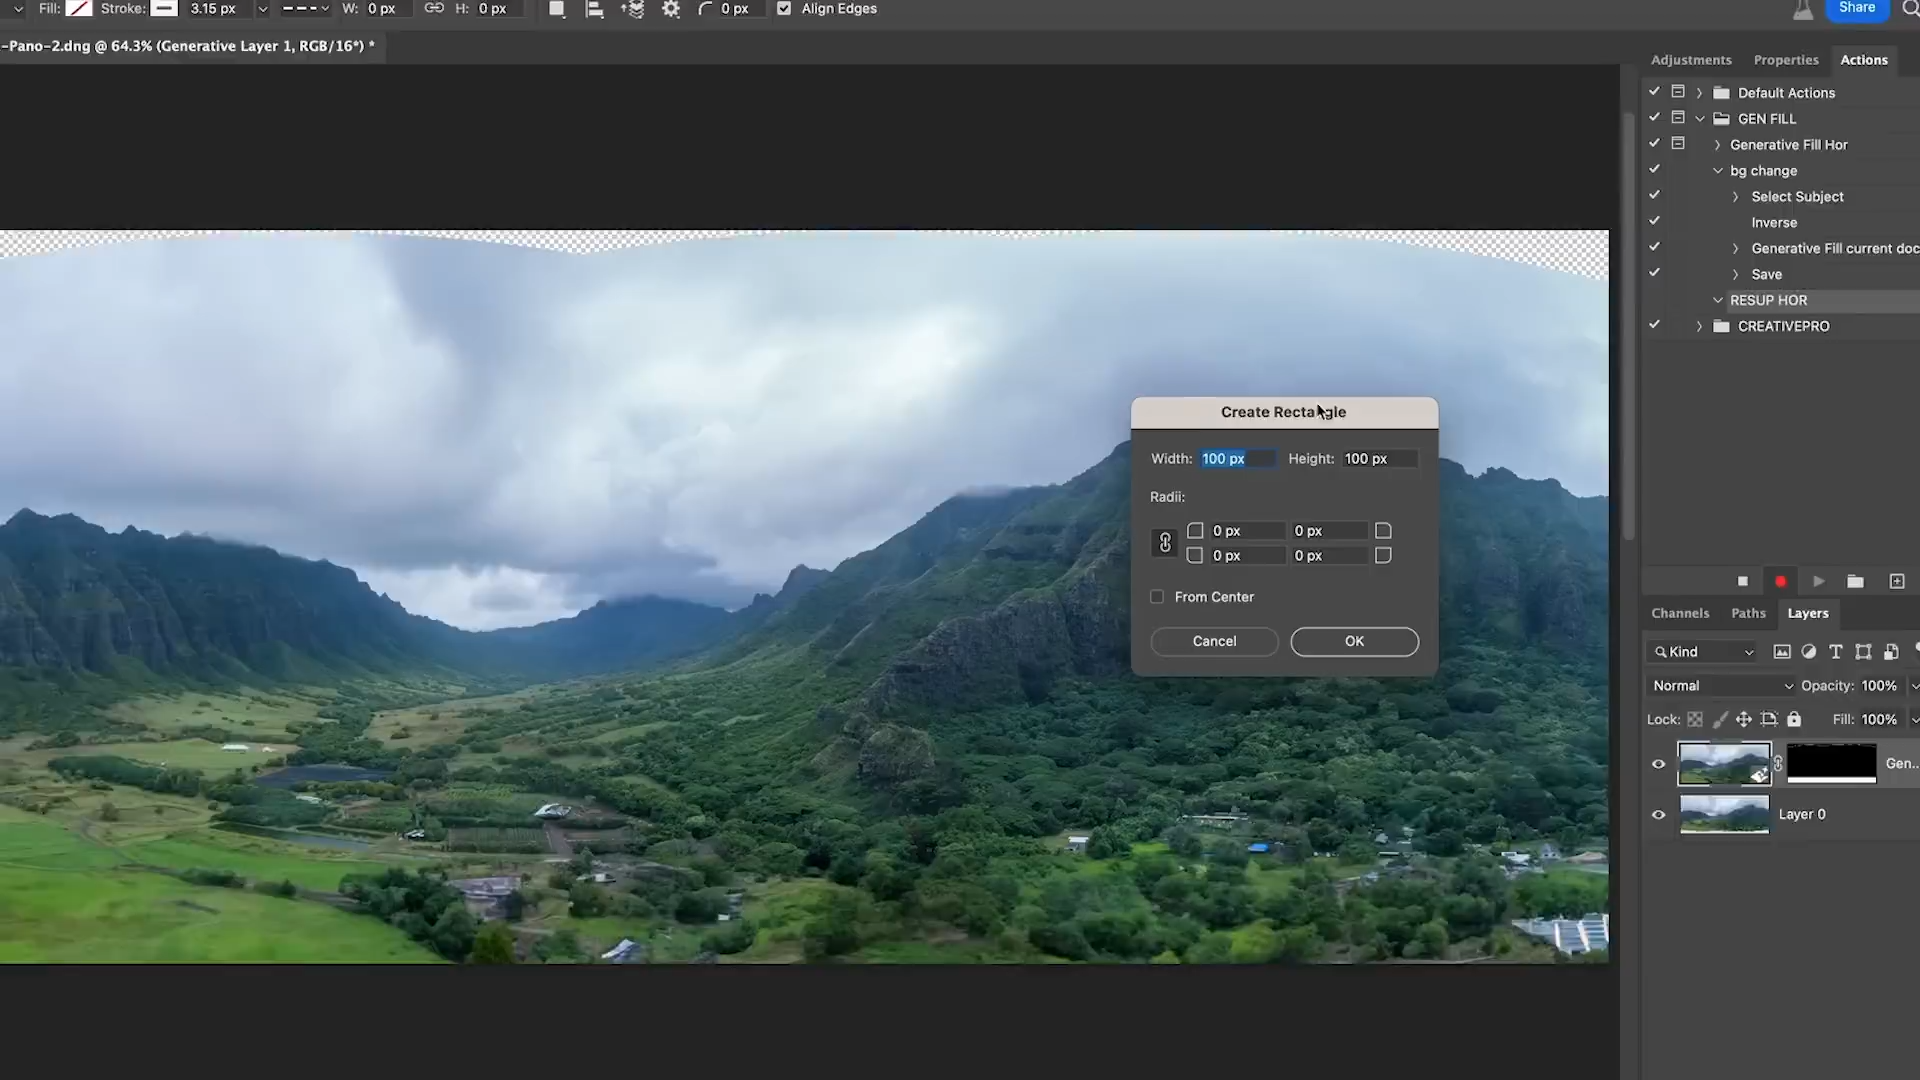 Fill: Stroke: 3.15 px W: 0 px H: 0 px 0 px Align Edges Share
-Pano-2.dng @ 64.3% (Generative Layer 1, RGB/16*) *
Adjustments Properties Actions
Default Actions
GEN FILL
Generative Fill Hor
bg change
Select Subject
Inverse
Generative Fill current doc
Save
RESUP HOR
CREATIVEPRO
Create Rectangle
Width: 100 px Height: 100 px
Radii:
0 px 0 px
0 px 0 px
From Center
Cancel OK
Channels Paths Layers
Kind
Normal Opacity: 100%
Lock: Fill: 100%
Gen...
Layer 0